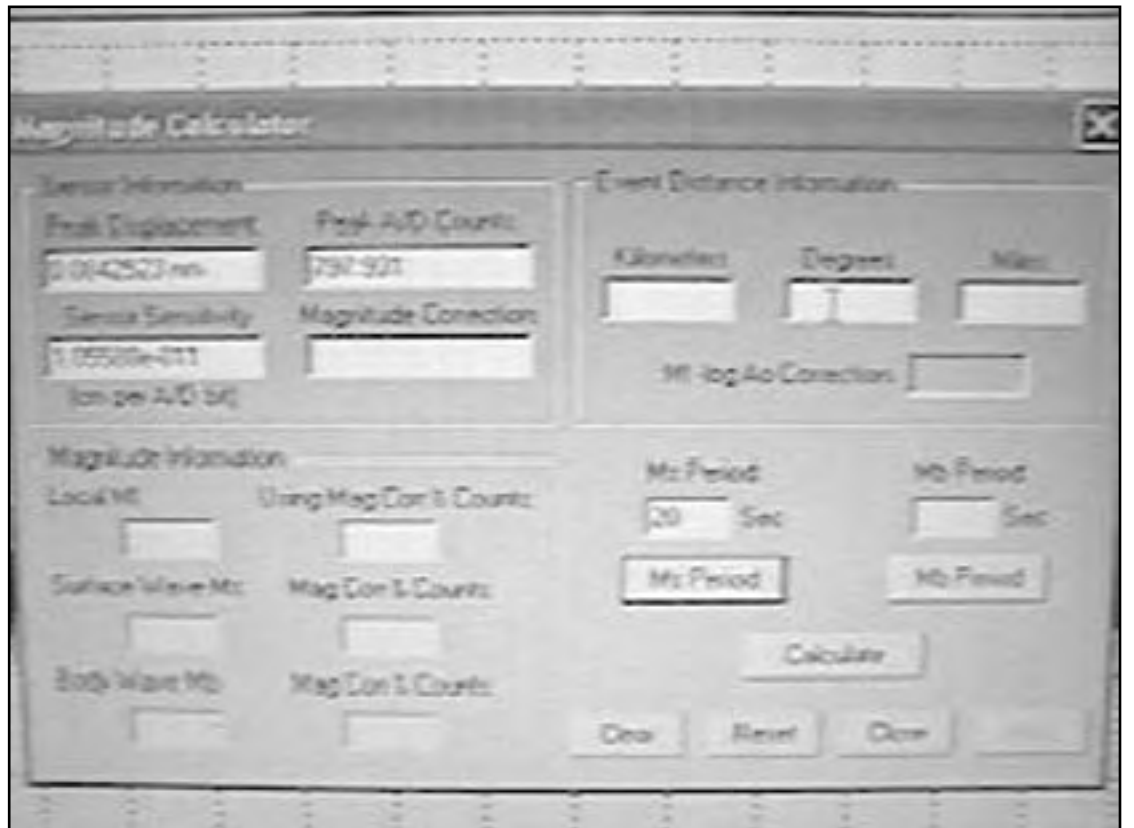 Magnitude Calculator
Sensor Information
Peak Displacement
Peak A/D Counts
797.931
Sensor Sensitivity
Magnitude Correction
(cm per A/D bit)
Event Distance Information
Kilometers
Degrees
Miles
Ml -log Ao Correction
Magnitude Information
Local Ml
Using Mag Corr & Counts
Surface Wave Ms
Mag Corr & Counts
Body Wave Mb
Mag Corr & Counts
Ms Period
20 Sec
Ms Period
Mb Period
Sec
Mb Period
Calculate
Clear
Reset
Close